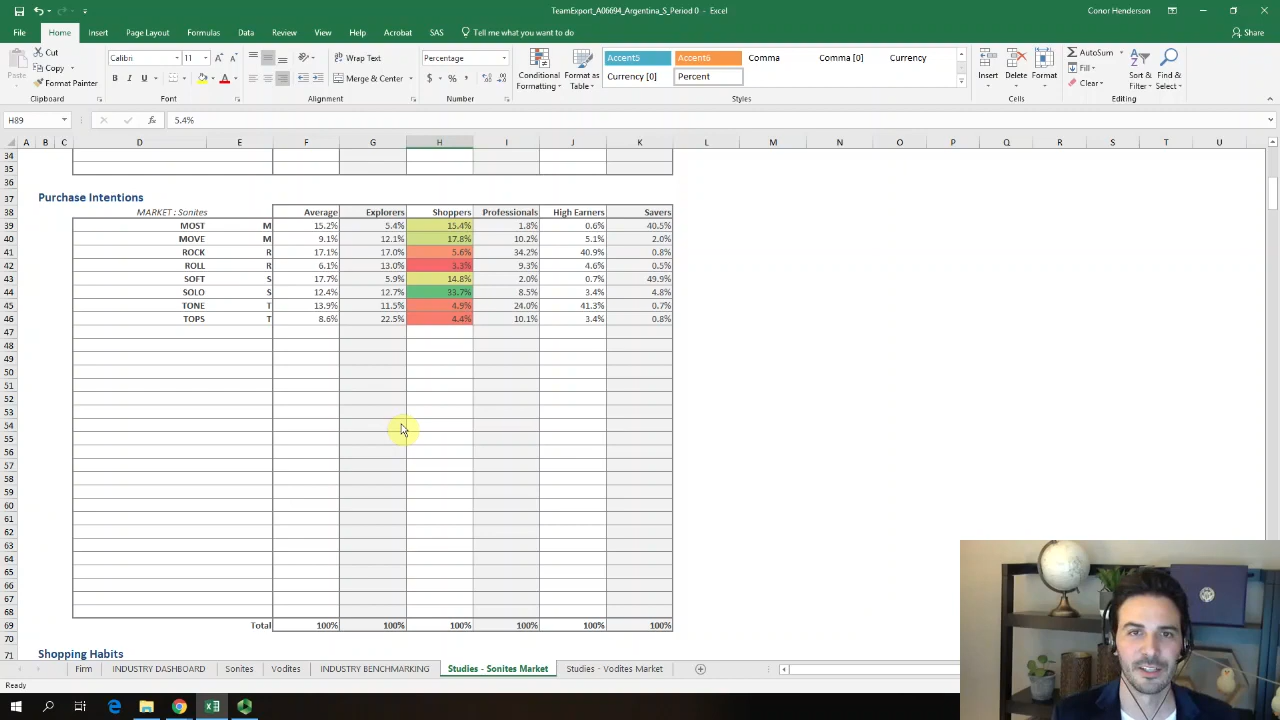 TeamExport_A06694_Argentina_S_Period 0 - Excel
Conor Henderson
File Home Insert Page Layout Formulas Data Review View Help Acrobat SAS Tell me what you want to do Share
Paste
Cut
Copy
Format Painter
Clipboard
Calibri 11
B I U
Font
Wrap Text
Merge & Center
Alignment
Percentage
$ % ,
Number
Conditional Formatting
Format as Table
Accent5 Accent6 Comma Comma [0] Currency
Currency [0] Percent
Styles
Insert Delete Format
Cells
AutoSum
Fill
Clear
Sort & Filter
Find & Select
Editing
H89 fx 5.4%
A B C D E F G H I J K L M N O P Q R S T U
34
35
36
37 Purchase Intentions
38 MARKET : Sonites Average Explorers Shoppers Professionals High Earners Savers
39 MOST M 15.2% 5.4% 15.4% 1.8% 0.6% 40.5%
40 MOVE M 9.1% 12.1% 17.8% 10.2% 5.1% 2.0%
41 ROCK R 17.1% 17.0% 5.6% 34.2% 40.9% 0.8%
42 ROLL R 6.1% 13.0% 3.3% 9.3% 4.6% 0.5%
43 SOFT S 17.7% 5.9% 14.8% 2.0% 0.7% 49.9%
44 SOLO S 12.4% 12.7% 33.7% 8.5% 3.4% 4.8%
45 TONE T 13.9% 11.5% 4.9% 24.0% 41.3% 0.7%
46 TOPS T 8.6% 22.5% 4.4% 10.1% 3.4% 0.8%
47
48
49
50
51
52
53
54
55
56
57
58
59
60
61
62
63
64
65
66
67
68
69 Total 100% 100% 100% 100% 100% 100%
70
71 Shopping Habits
Firm INDUSTRY DASHBOARD Sonites Vodites INDUSTRY BENCHMARKING Studies - Sonites Market Studies - Vodites Market
Ready